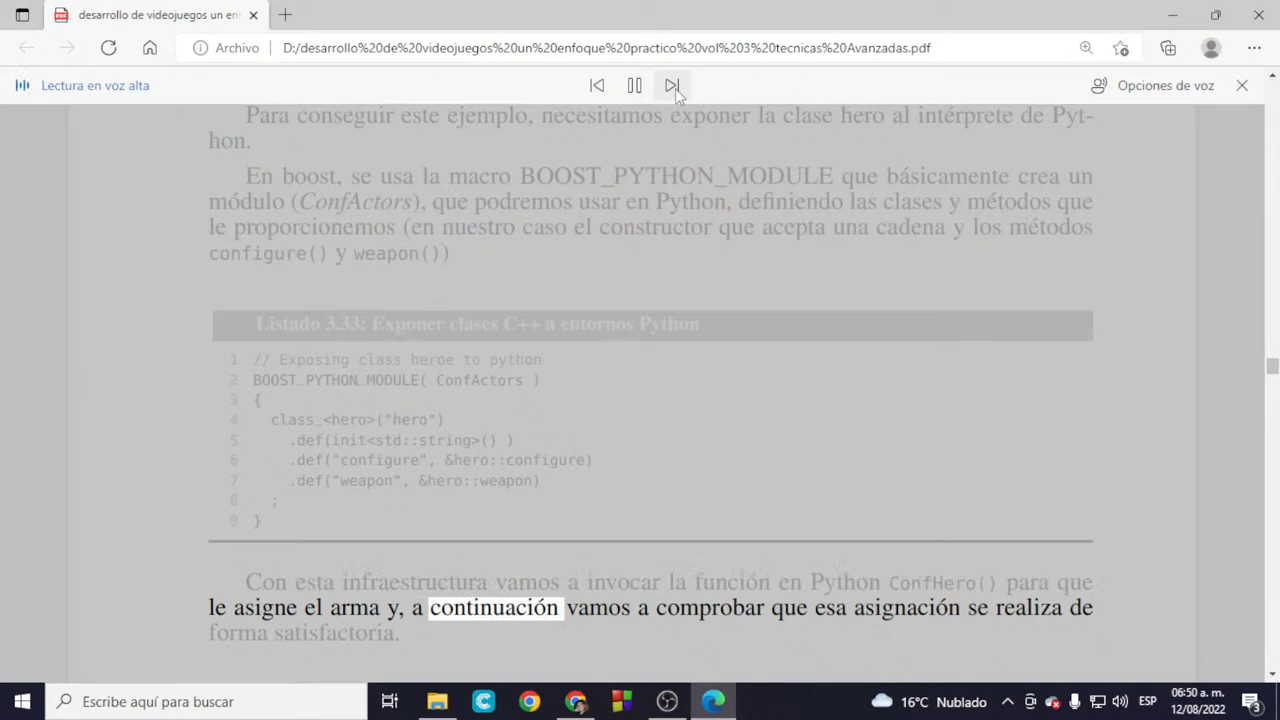 desarrollo de videojuegos un en
Archivo
D:/desarrollo%20de%20videojuegos%20un%20enfoque%20practico%20vol%203%20tecnicas%20Avanzadas.pdf
Lectura en voz alta
Opciones de voz
Para conseguir este ejemplo, necesitamos exponer la clase hero al intérprete de Pyt-
hon.
En boost, se usa la macro BOOST_PYTHON_MODULE que básicamente crea un
módulo (ConfActors), que podremos usar en Python, definiendo las clases y métodos que
le proporcionemos (en nuestro caso el constructor que acepta una cadena y los métodos
configure() y weapon())
Listado 3.33: Exponer clases C++ a entornos Python
1 // Exposing class heroe to python
2 BOOST_PYTHON_MODULE( ConfActors )
3 {
4 class_<hero>("hero")
5 .def(init<std::string>() )
6 .def("configure", &hero::configure)
7 .def("weapon", &hero::weapon)
8 ;
9 }
Con esta infraestructura vamos a invocar la función en Python ConfHero() para que
le asigne el arma y, a continuación vamos a comprobar que esa asignación se realiza de
forma satisfactoria.
Escribe aquí para buscar
16°C Nublado
ESP
06:50 a. m.
12/08/2022
3